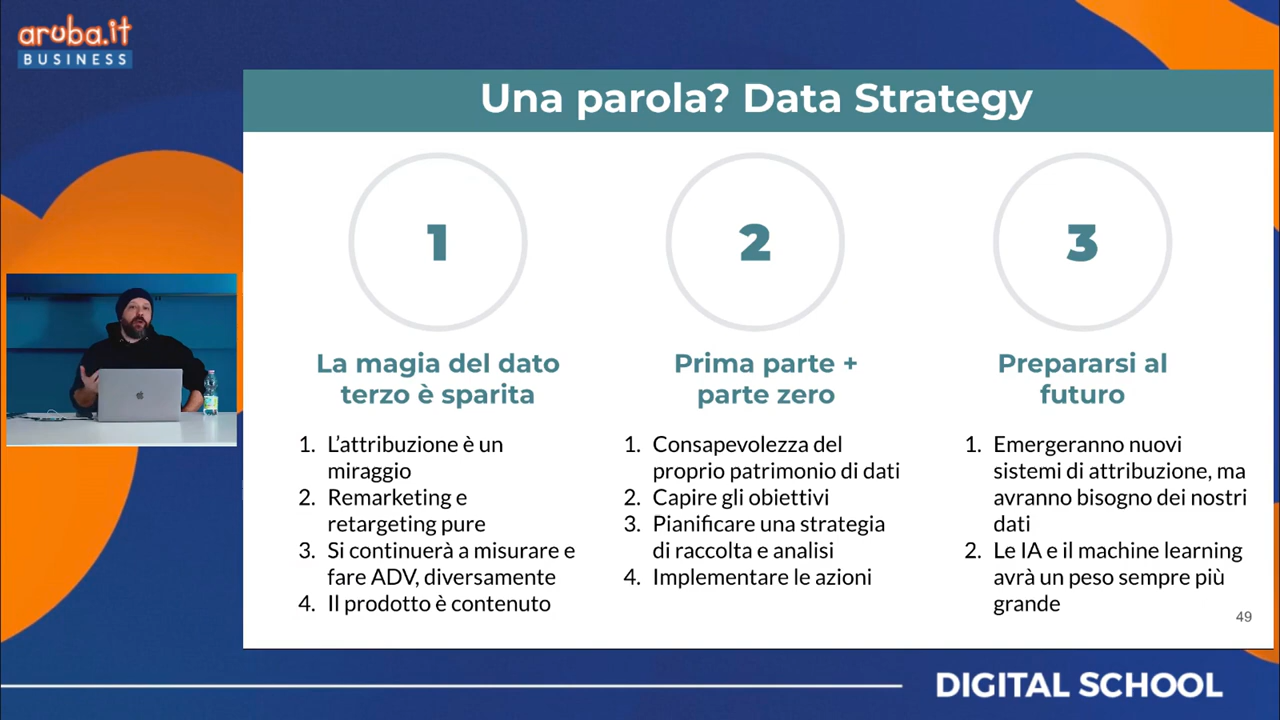 aruba.it
BUSINESS
Una parola? Data Strategy
1
La magia del dato
terzo è sparita
1. L’attribuzione è un
miraggio
2. Remarketing e
retargeting pure
3. Si continuerà a misurare e
fare ADV, diversamente
4. Il prodotto è contenuto
2
Prima parte +
parte zero
1. Consapevolezza del
proprio patrimonio di dati
2. Capire gli obiettivi
3. Pianificare una strategia
di raccolta e analisi
4. Implementare le azioni
3
Prepararsi al
futuro
1. Emergeranno nuovi
sistemi di attribuzione, ma
avranno bisogno dei nostri
dati
2. Le IA e il machine learning
avrà un peso sempre più
grande
49
DIGITAL SCHOOL